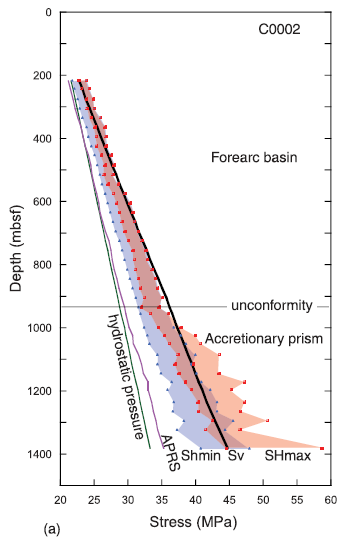 C0002
0
200
400
600
800
1000
1200
1400
Depth (mbsf)
Forearc basin
unconformity
Accretionary prism
hydrostatic pressure
APRS
Shmin Sv SHmax
20 25 30 35 40 45 50 55 60
Stress (MPa)
(a)